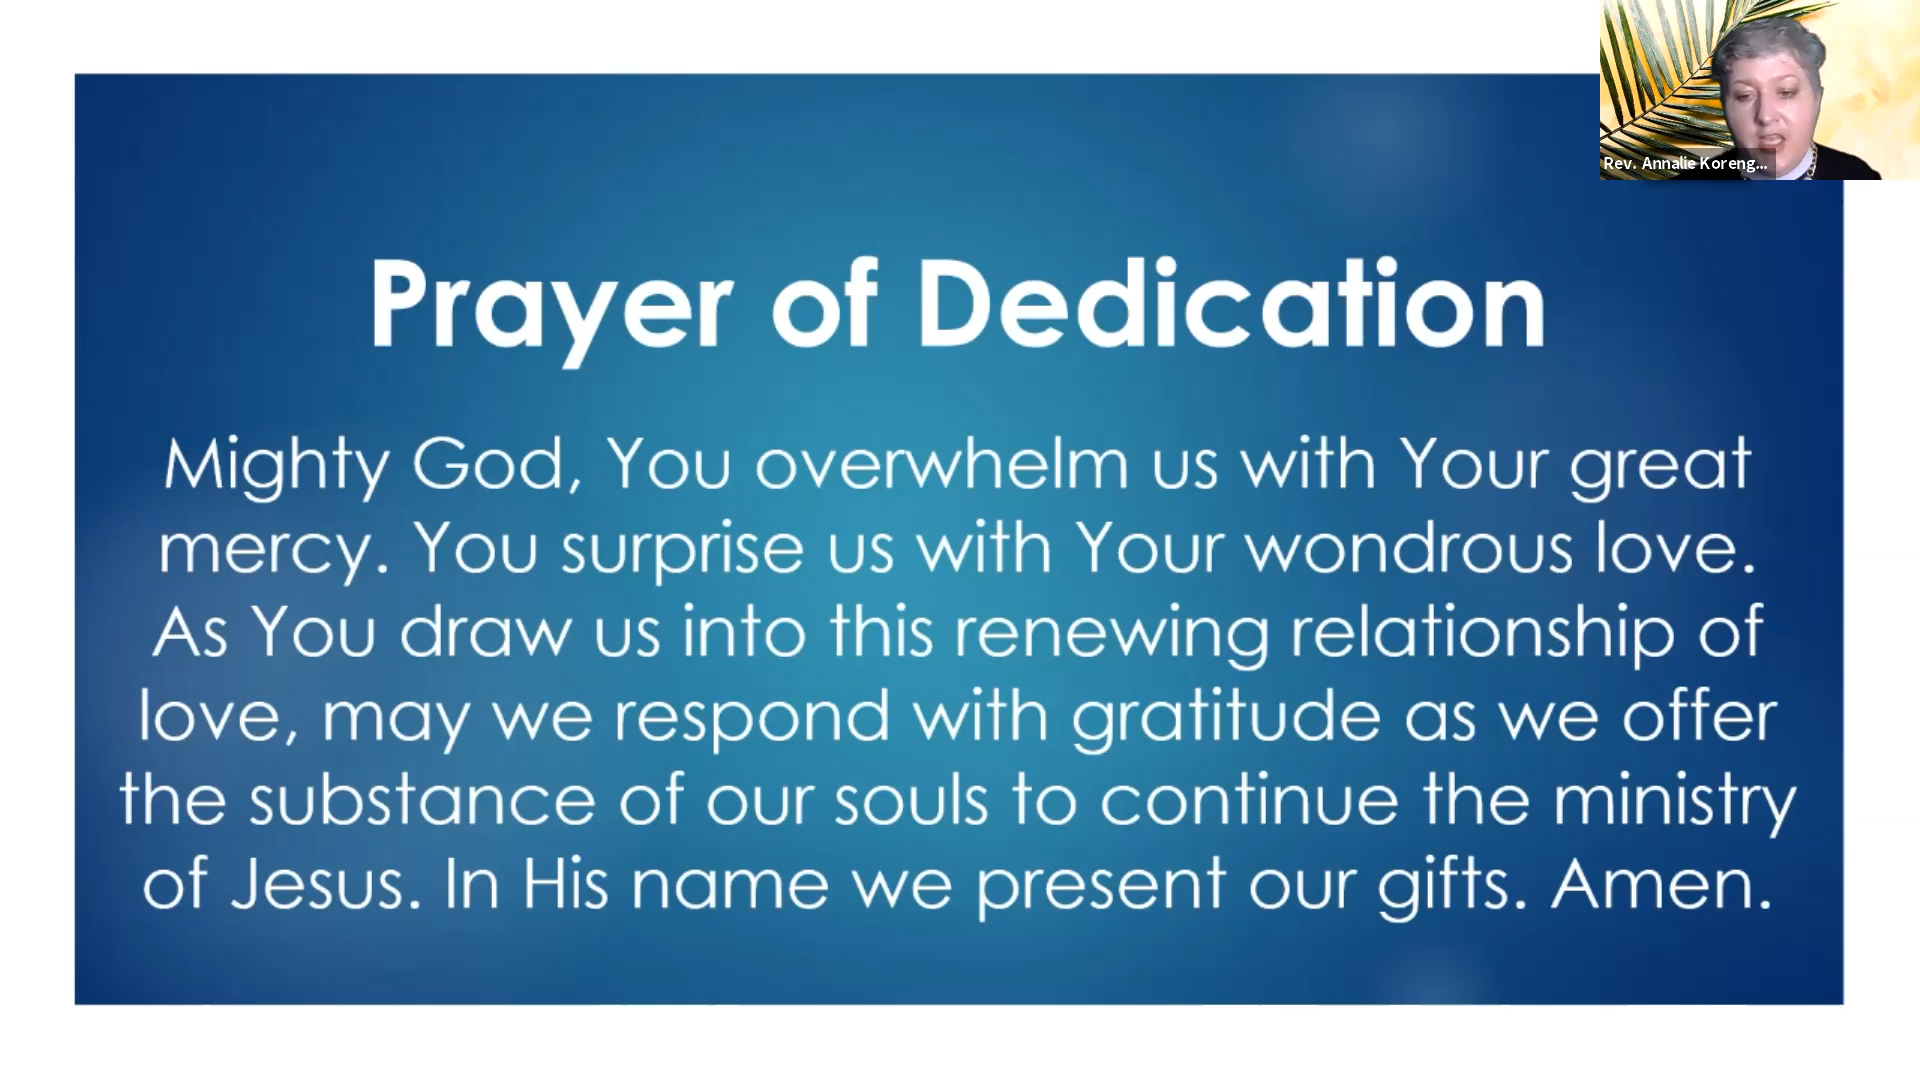 Rev. Annalie Koreng...
Prayer of Dedication
Mighty God, You overwhelm us with Your great
mercy. You surprise us with Your wondrous love.
As You draw us into this renewing relationship of
love, may we respond with gratitude as we offer
the substance of our souls to continue the ministry
of Jesus. In His name we present our gifts. Amen.